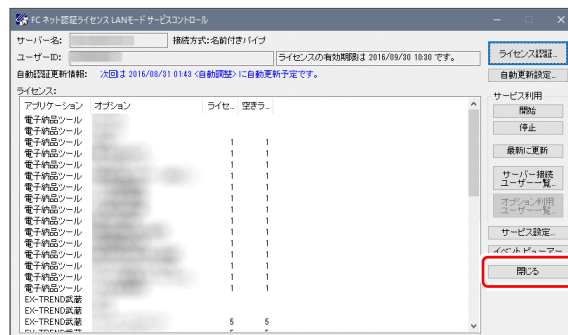 FC ネット認証ライセンス LANモード サービスコントロール
サーバー名:
接続方式:名前付きパイプ
ユーザーID:
ライセンスの有効期限は 2016/09/30 10:30 です。
自動認証更新情報: 次回は 2016/08/31 01:43 <自動調整> に自動更新予定です。
ライセンス:
アプリケーション オプション ライセ... 空きラ...
電子納品ツール
電子納品ツール
電子納品ツール 1 1
電子納品ツール 1 1
電子納品ツール 1 1
電子納品ツール 1 1
電子納品ツール 1 1
電子納品ツール 1 1
電子納品ツール 1 1
電子納品ツール 1 1
電子納品ツール 1 1
電子納品ツール 1 1
電子納品ツール 1 1
電子納品ツール 1 1
電子納品ツール 1 1
電子納品ツール 1 1
EX-TREND武蔵
EX-TREND武蔵
EX-TREND武蔵 5 5
EX-TREND武蔵 5 5
ライセンス認証...
自動更新設定...
サービス利用
開始
停止
最新に更新
サーバー接続
ユーザー一覧...
オプション利用
ユーザー一覧...
サービス設定...
イベントビューアー
閉じる